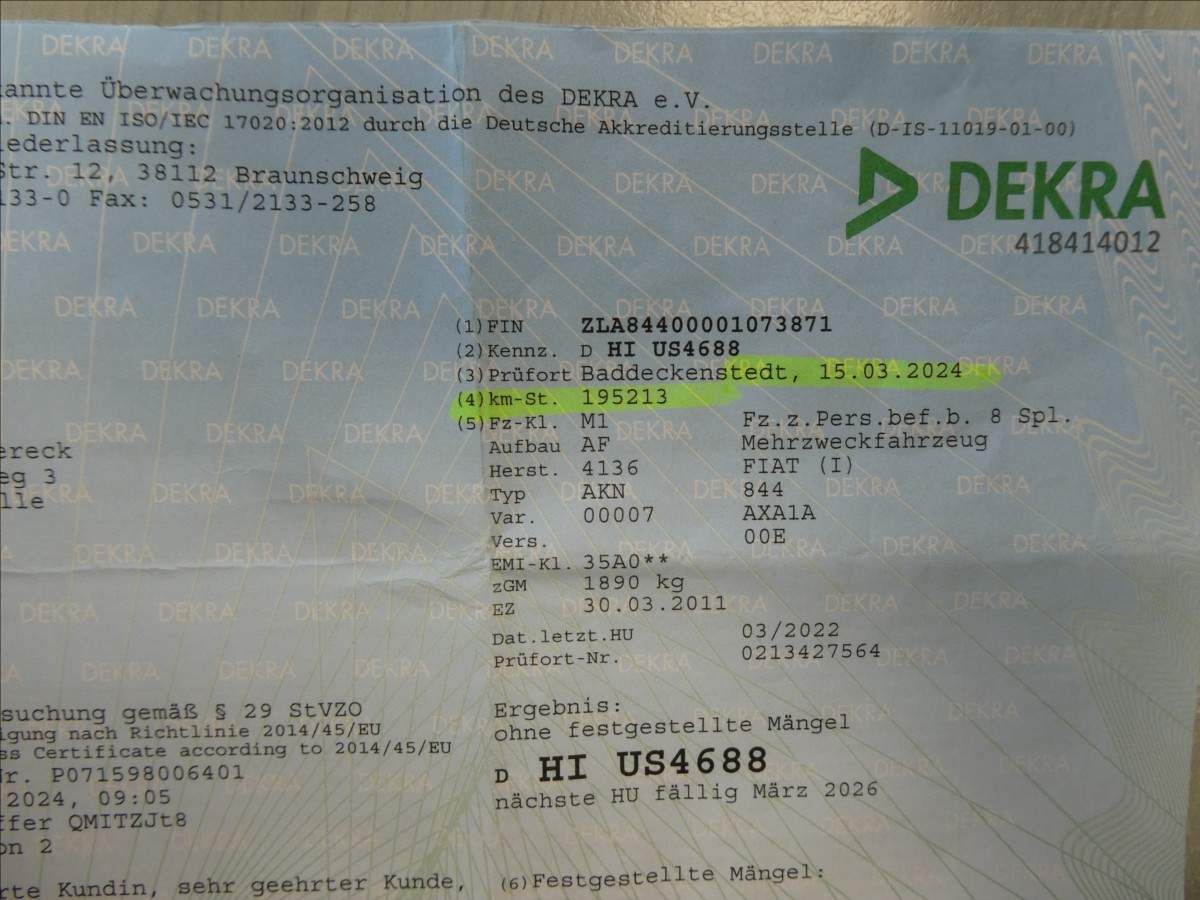 annte Überwachungsorganisation des DEKRA e.V.
. DIN EN ISO/IEC 17020:2012 durch die Deutsche Akkreditierungsstelle (D-IS-11019-01-00)
iederlassung:
Str. 12, 38112 Braunschweig
133-0 Fax: 0531/2133-258
DEKRA
418414012
(1) FIN ZLA84400001073871
(2) Kennz. D HI US4688
(3) Prüfort Baddeckenstedt, 15.03.2024
(4) km-St. 195213
(5) Fz-Kl. M1 Fz.z.Pers.bef.b. 8 Spl.
Aufbau AF Mehrzweckfahrzeug
Herst. 4136 FIAT (I)
Typ AKN 844
Var. 00007 AXA1A
Vers. 00E
EMI-Kl. 35A0**
zGM 1890 kg
EZ 30.03.2011
Dat.letzt.HU 03/2022
Prüfort-Nr. 0213427564
ereck
eg 3
lle
suchung gemäß § 29 StVZO
igung nach Richtlinie 2014/45/EU
ss Certificate according to 2014/45/EU
Nr. P071598006401
2024, 09:05
ffer QMITZJt8
on 2
rte Kundin, sehr geehrter Kunde,
Ergebnis:
ohne festgestellte Mängel
D HI US4688
nächste HU fällig März 2026
(6) Festgestellte Mängel: